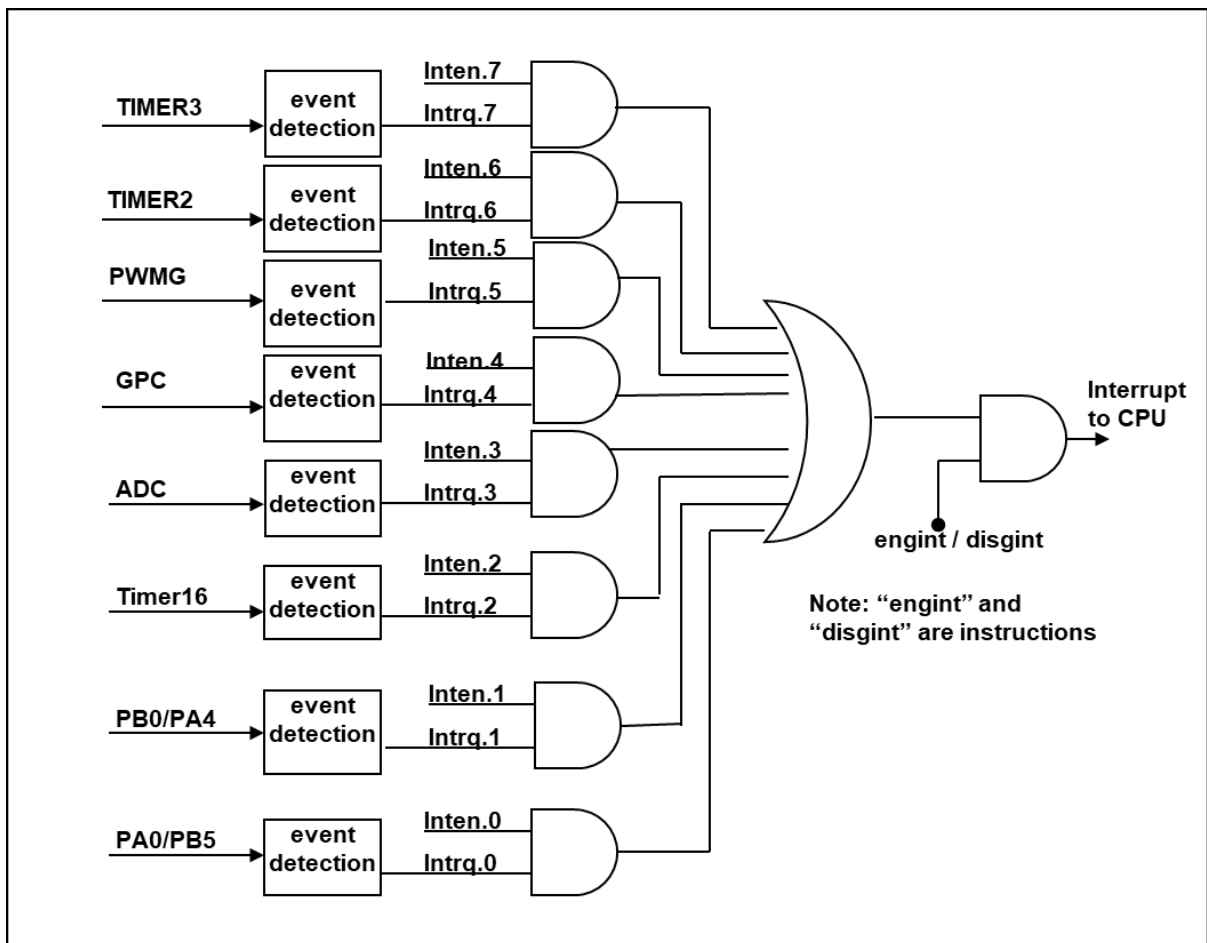 TIMER3
event
detection
Inten.7
Intrq.7
TIMER2
event
detection
Inten.6
Intrq.6
PWMG
event
detection
Inten.5
Intrq.5
GPC
event
detection
Inten.4
Intrq.4
ADC
event
detection
Inten.3
Intrq.3
Timer16
event
detection
Inten.2
Intrq.2
PB0/PA4
event
detection
Inten.1
Intrq.1
PA0/PB5
event
detection
Inten.0
Intrq.0
Interrupt
to CPU
engint / disgint
Note: “engint” and
“disgint” are instructions